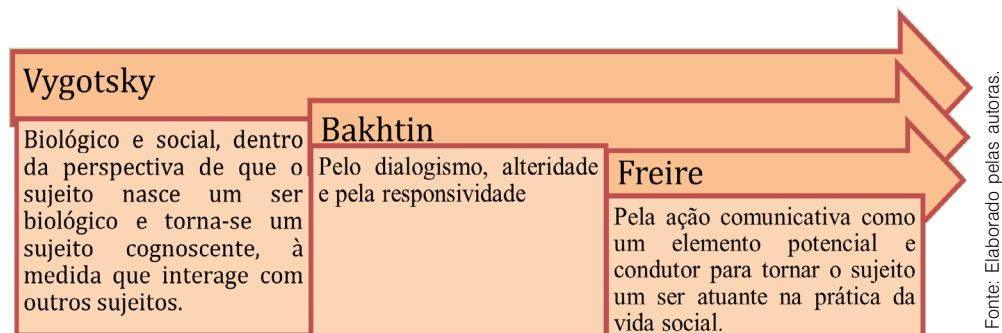 Vygotsky
Biológico e social, dentro
da perspectiva de que o
sujeito nasce um ser
biológico e torna-se um
sujeito cognoscente, à
medida que interage com
outros sujeitos.
Bakhtin
Pelo dialogismo, alteridade
e pela responsividade
Freire
Pela ação comunicativa como
um elemento potencial e
condutor para tornar o sujeito
um ser atuante na prática da
vida social.
Fonte: Elaborado pelas autoras.